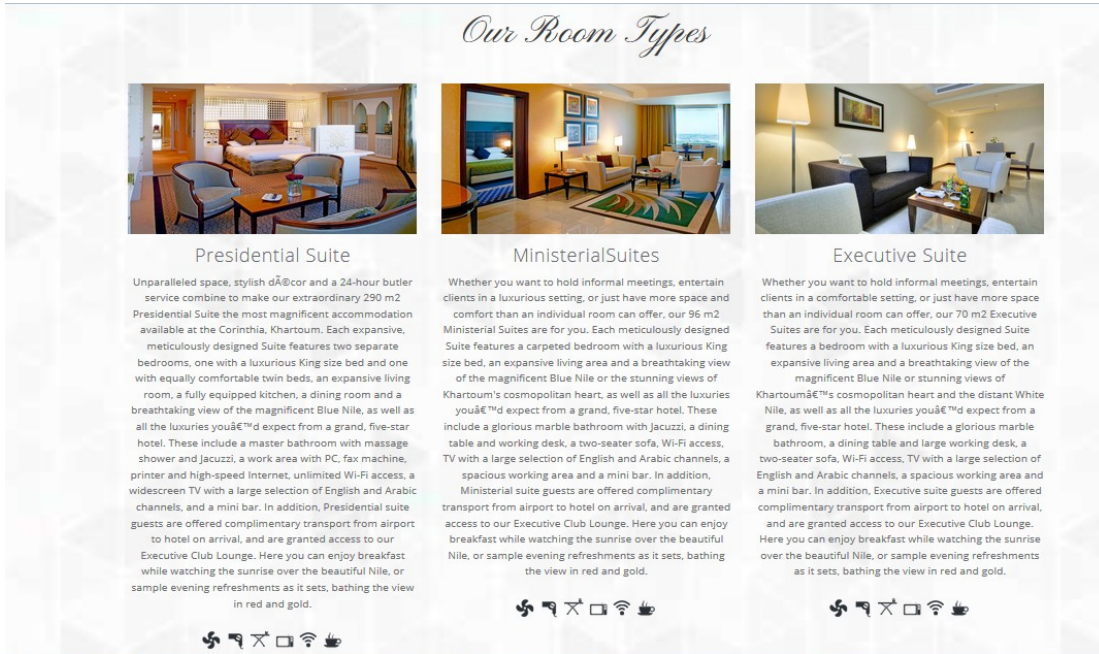 Our Room Types
Presidential Suite
Unparalleled space, stylish dÃ©cor and a 24-hour butler
service combine to make our extraordinary 290 m2
Presidential Suite the most magnificent accommodation
available at the Corinthia, Khartoum. Each expansive,
meticulously designed Suite features two separate
bedrooms, one with a luxurious King size bed and one
with equally comfortable twin beds, an expansive living
room, a fully equipped kitchen, a dining room and a
breathtaking view of the magnificent Blue Nile, as well as
all the luxuries youâ€™d expect from a grand, five-star
hotel. These include a master bathroom with massage
shower and Jacuzzi, a work area with PC, fax machine,
printer and high-speed Internet, unlimited Wi-Fi access, a
widescreen TV with a large selection of English and Arabic
channels, and a mini bar. In addition, Presidential suite
guests are offered complimentary transport from airport
to hotel on arrival, and are granted access to our
Executive Club Lounge. Here you can enjoy breakfast
while watching the sunrise over the beautiful Nile, or
sample evening refreshments as it sets, bathing the view
in red and gold.
MinisterialSuites
Whether you want to hold informal meetings, entertain
clients in a luxurious setting, or just have more space and
comfort than an individual room can offer, our 96 m2
Ministerial Suites are for you. Each meticulously designed
Suite features a carpeted bedroom with a luxurious King
size bed, an expansive living area and a breathtaking view
of the magnificent Blue Nile or the stunning views of
Khartoum's cosmopolitan heart, as well as all the luxuries
youâ€™d expect from a grand, five-star hotel. These
include a glorious marble bathroom with Jacuzzi, a dining
table and working desk, a two-seater sofa, Wi-Fi access,
TV with a large selection of English and Arabic channels, a
spacious working area and a mini bar. In addition,
Ministerial suite guests are offered complimentary
transport from airport to hotel on arrival, and are granted
access to our Executive Club Lounge. Here you can enjoy
breakfast while watching the sunrise over the beautiful
Nile, or sample evening refreshments as it sets, bathing
the view in red and gold.
Executive Suite
Whether you want to hold informal meetings, entertain
clients in a comfortable setting, or just have more space
than an individual room can offer, our 70 m2 Executive
Suites are for you. Each meticulously designed Suite
features a bedroom with a luxurious King size bed, an
expansive living area and a breathtaking view of the
magnificent Blue Nile or stunning views of
Khartoumâ€™s cosmopolitan heart and the distant White
Nile, as well as all the luxuries youâ€™d expect from a
grand, five-star hotel. These include a glorious marble
bathroom, a dining table and large working desk, a
two-seater sofa, Wi-Fi access, TV with a large selection of
English and Arabic channels, a spacious working area and
a mini bar. In addition, Executive suite guests are offered
complimentary transport from airport to hotel on arrival,
and are granted access to our Executive Club Lounge.
Here you can enjoy breakfast while watching the sunrise
over the beautiful Nile, or sample evening refreshments
as it sets, bathing the view in red and gold.